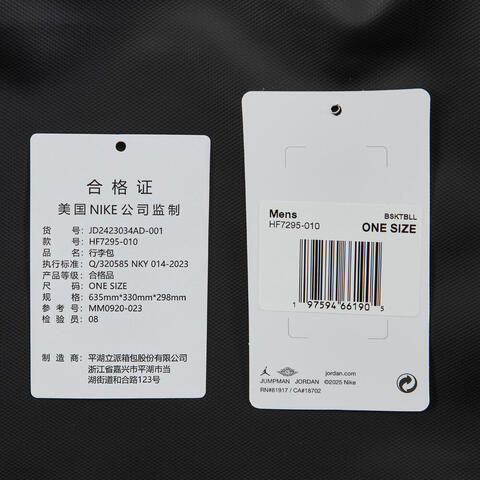 合格证
美国NIKE公司监制
货 号: JD2423034AD-001
款 号: HF7295-010
品 名: 行李包
执行标准: Q/320585 NKY 014-2023
产品等级: 合格品
尺 码: ONE SIZE
规 格: 635mm*330mm*298mm
参 考 号: MM0920-023
检 验 员: 08
制 造 商: 平湖立派箱包股份有限公司
浙江省嘉兴市平湖市当
湖街道和合路123号
Mens BSKTBLL
HF7295-010 ONE SIZE
1 97594 66190 5
JUMPMAN JORDAN
RN#81917 / CA#18702
jordan.com
©2025 Nike